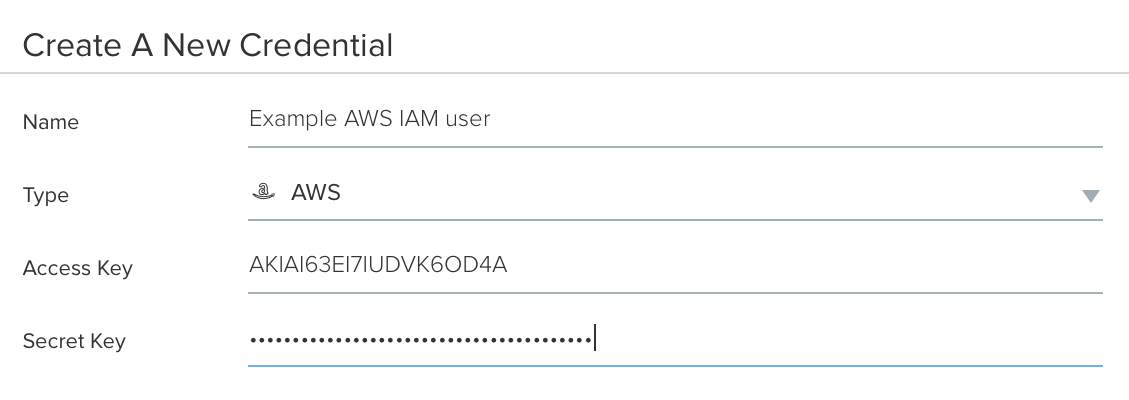 Create A New Credential
Name Example AWS IAM user
Type a AWS
Access Key AKIAI63EI7IUDVK6OD4A
Secret Key ••••••••••••••••••••••••••••••••••••••••